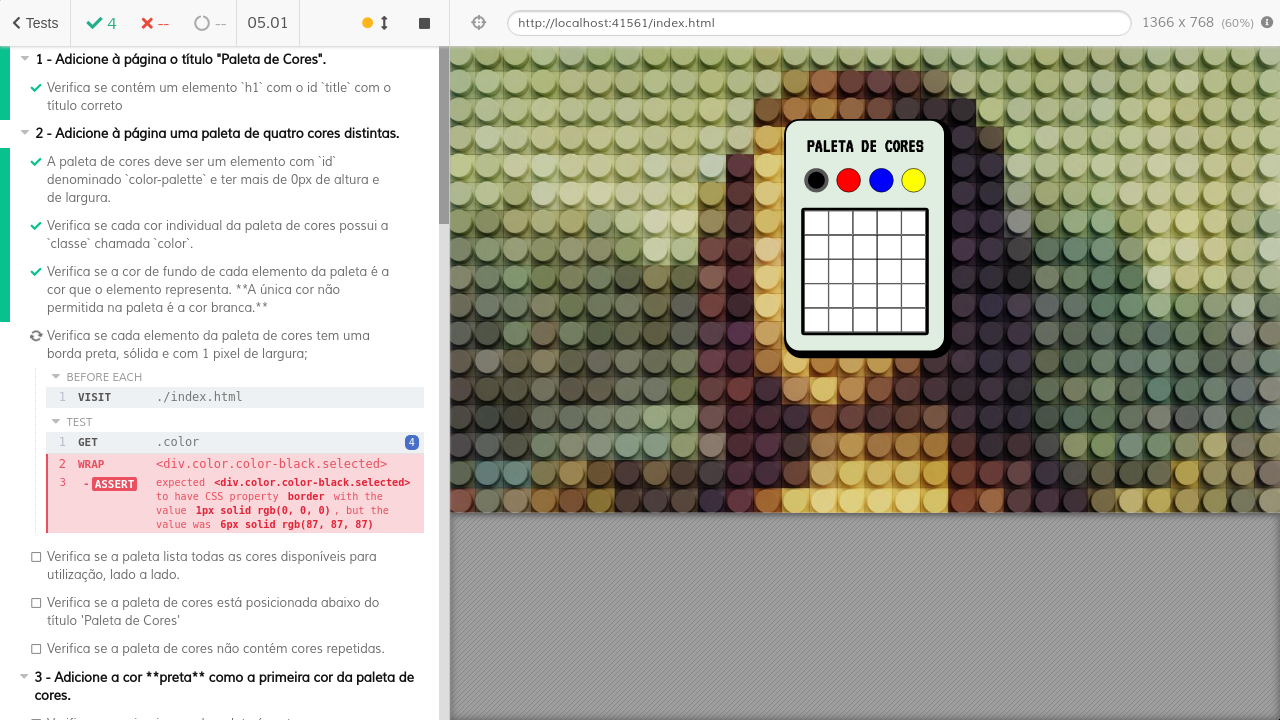 Tests
4
--
--
05.01
http://localhost:41561/index.html
1366 x 768 (60%)
1 - Adicione à página o título "Paleta de Cores".
Verifica se contém um elemento `h1` com o id `title` com o
título correto
2 - Adicione à página uma paleta de quatro cores distintas.
A paleta de cores deve ser um elemento com `id`
denominado `color-palette` e ter mais de 0px de altura e
de largura.
Verifica se cada cor individual da paleta de cores possui a
`classe` chamada `color`.
Verifica se a cor de fundo de cada elemento da paleta é a
cor que o elemento representa. **A única cor não
permitida na paleta é a cor branca.**
Verifica se cada elemento da paleta de cores tem uma
borda preta, sólida e com 1 pixel de largura;
BEFORE EACH
1 VISIT ./index.html
TEST
1 GET .color 4
2 WRAP <div.color.color-black.selected>
3 -ASSERT expected <div.color.color-black.selected>
to have CSS property border with the
value 1px solid rgb(0, 0, 0), but the
value was 6px solid rgb(87, 87, 87)
Verifica se a paleta lista todas as cores disponíveis para
utilização, lado a lado.
Verifica se a paleta de cores está posicionada abaixo do
título 'Paleta de Cores'
Verifica se a paleta de cores não contém cores repetidas.
3 - Adicione a cor **preta** como a primeira cor da paleta de
cores.
PALETA DE CORES